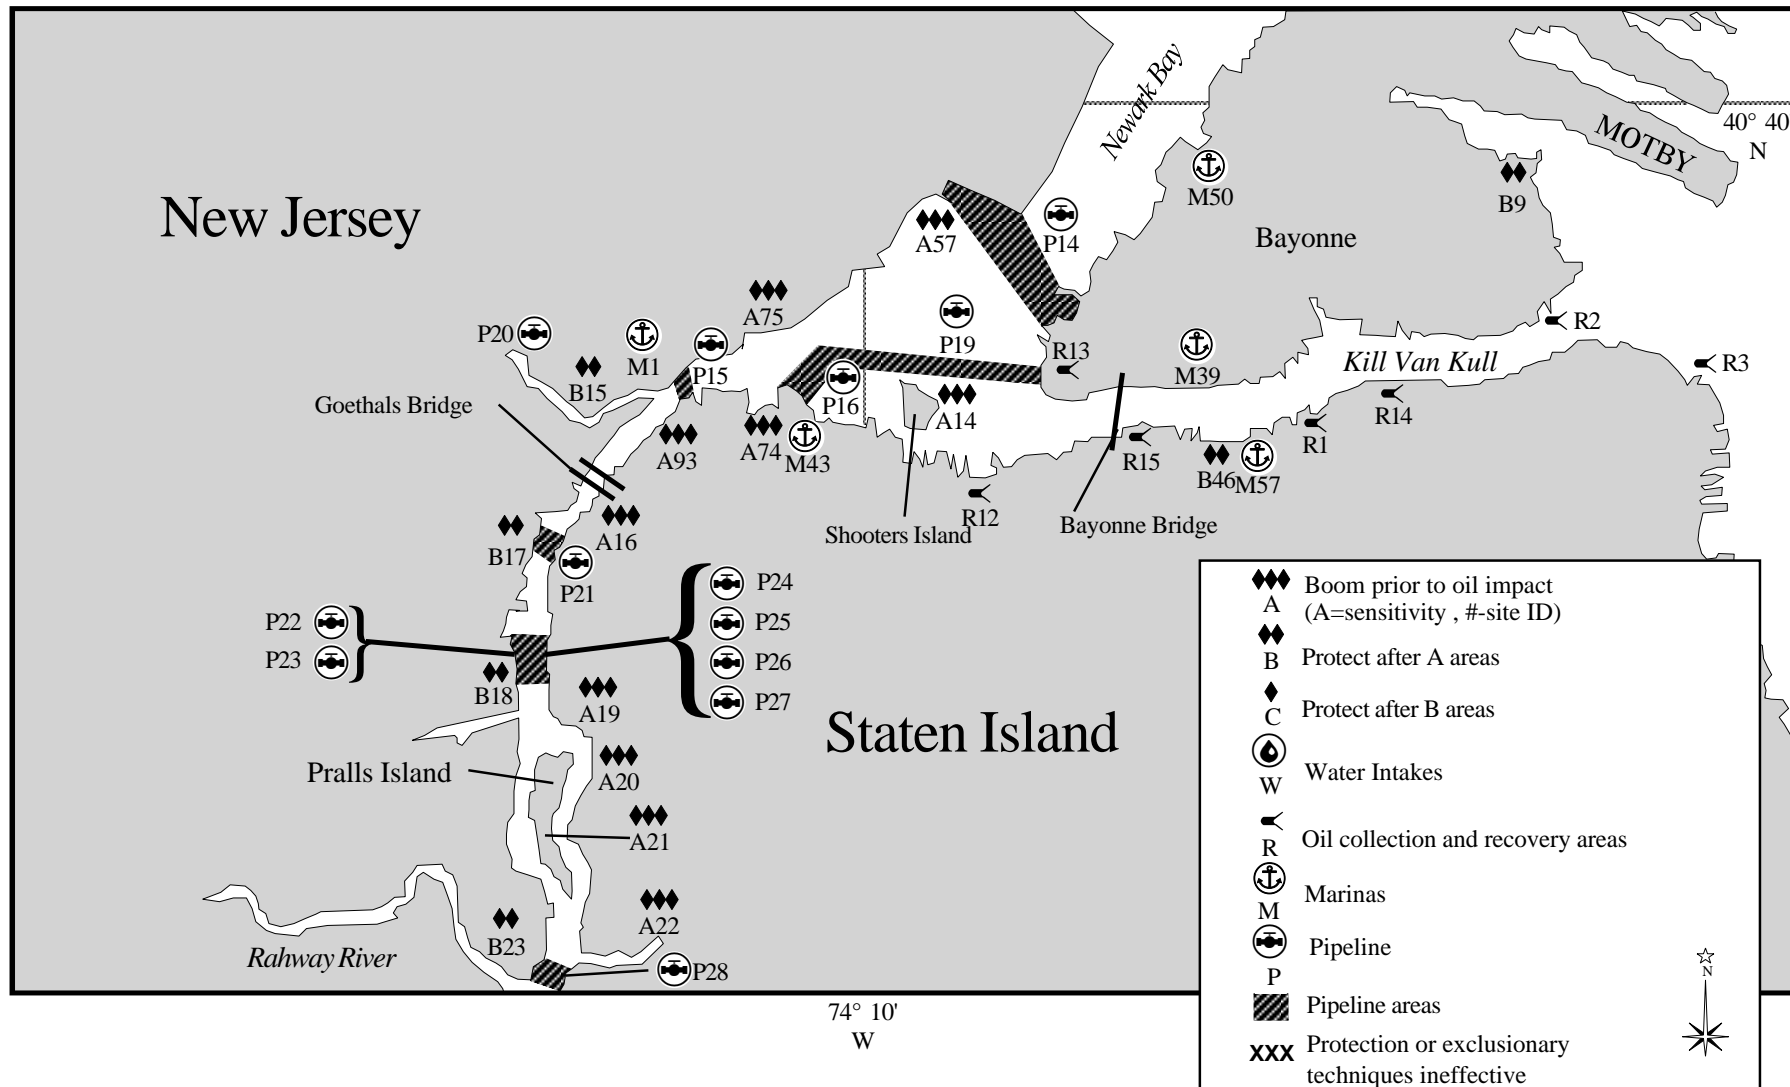 Newark Bay
40° 40
N
MOTBY
New Jersey
M50
B9
A57
P14
Bayonne
A75
P20
M1
P15
P19
R13
R2
B15
M39
Kill Van Kull
R3
Goethals Bridge
P16
A14
R14
A93
A74
M43
R15
R1
B46
M57
B17
A16
Shooters Island
R12
Bayonne Bridge
P21
P24
P22
P25
P23
P26
B18
A19
P27
Staten Island
Pralls Island
A20
A21
A22
B23
Rahway River
P28
74° 10'
W
A
Boom prior to oil impact
(A=sensitivity , #-site ID)
B
Protect after A areas
C
Protect after B areas
W
Water Intakes
R
Oil collection and recovery areas
M
Marinas
P
Pipeline
Pipeline areas
XXX
Protection or exclusionary
techniques ineffective
N